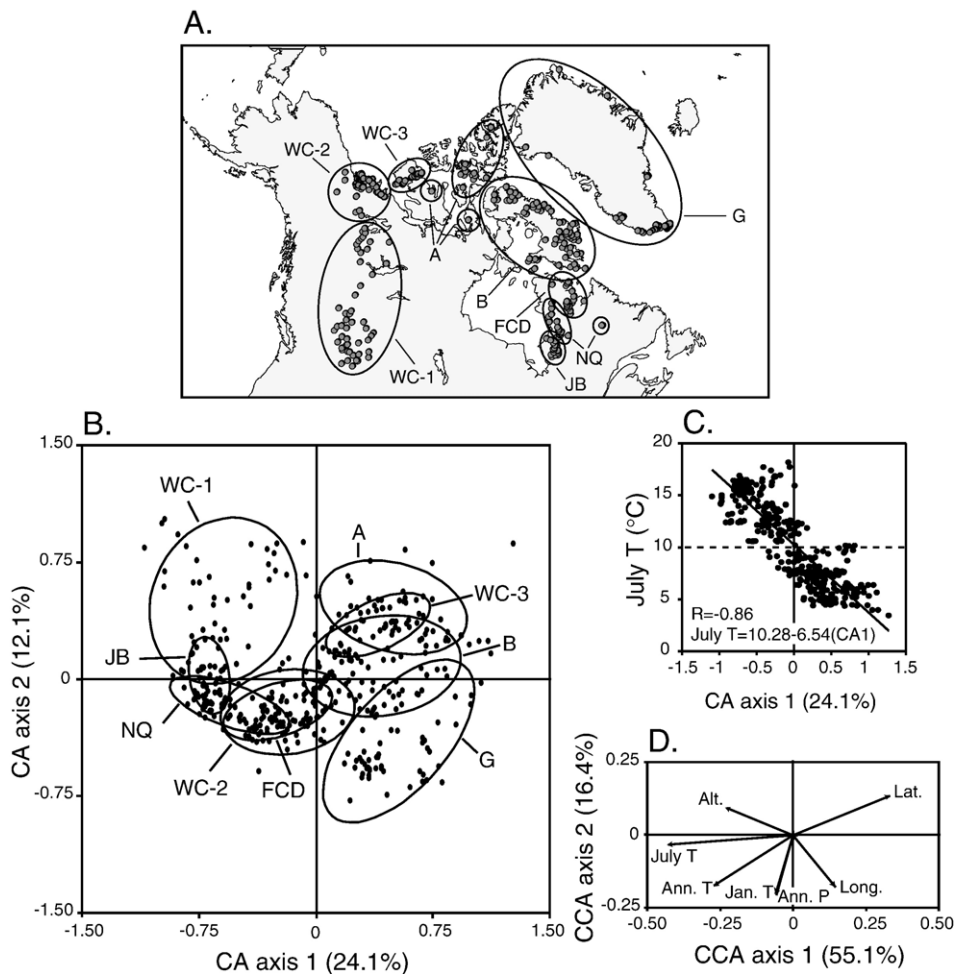 A.
WC-3
WC-2
G
A
B
FCD
NQ
WC-1
JB
B.
1.50
WC-1
A
0.75
WC-3
B
JB
0
NQ
G
WC-2
FCD
-0.75
-1.50
-1.50
-0.75
0
0.75
1.50
CA axis 2 (12.1%)
CA axis 1 (24.1%)
C.
20
15
10
5
0
July T (°C)
R=-0.86
July T=10.28-6.54(CA1)
-1.5
-1
-0.5
0
0.5
1
1.5
CA axis 1 (24.1%)
D.
0.25
Alt.
Lat.
0
July T
Ann. T
Jan. T
Ann. P
Long.
-0.25
-0.50
-0.25
0
0.25
0.50
CCA axis 2 (16.4%)
CCA axis 1 (55.1%)